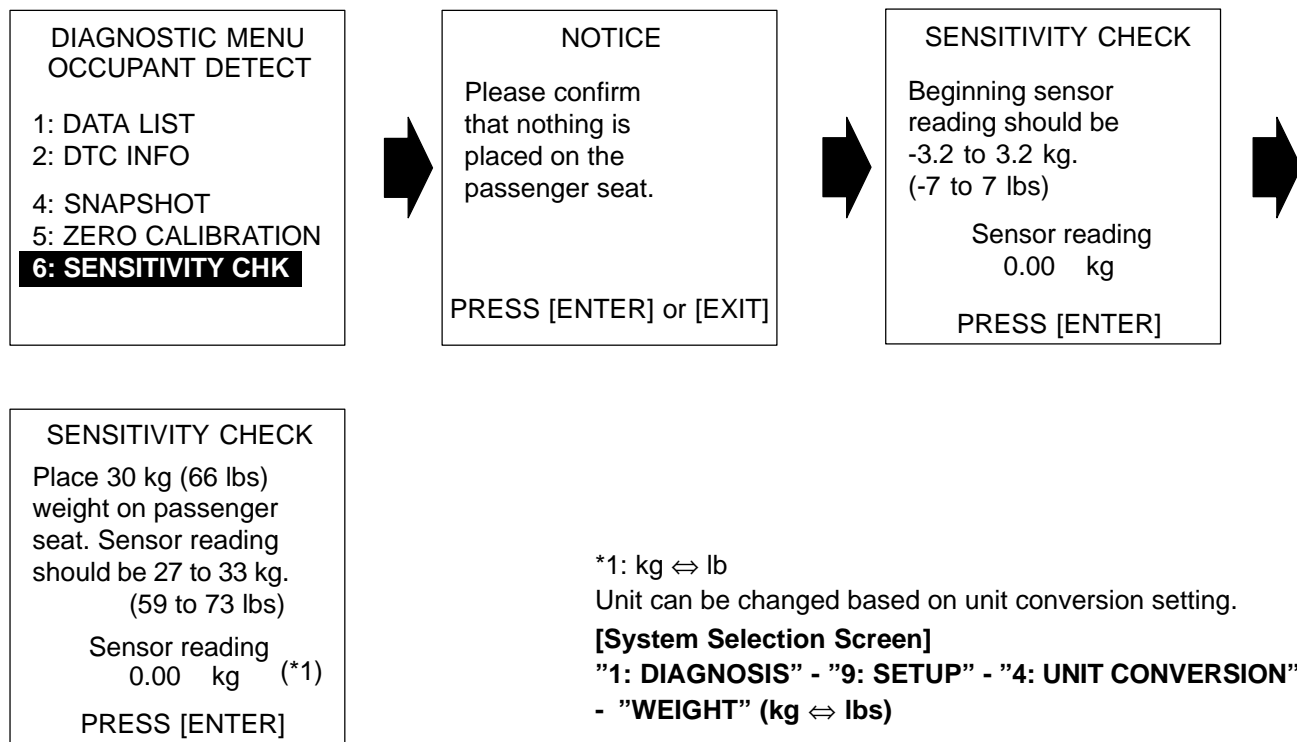 DIAGNOSTIC MENU
OCCUPANT DETECT
1: DATA LIST
2: DTC INFO
4: SNAPSHOT
5: ZERO CALIBRATION
6: SENSITIVITY CHK
NOTICE
Please confirm
that nothing is
placed on the
passenger seat.
PRESS [ENTER] or [EXIT]
SENSITIVITY CHECK
Beginning sensor
reading should be
-3.2 to 3.2 kg.
(-7 to 7 lbs)
Sensor reading
0.00 kg
PRESS [ENTER]
SENSITIVITY CHECK
Place 30 kg (66 lbs)
weight on passenger
seat. Sensor reading
should be 27 to 33 kg.
(59 to 73 lbs)
Sensor reading
0.00 kg (*1)
PRESS [ENTER]
*1: kg ⇔ lb
Unit can be changed based on unit conversion setting.
[System Selection Screen]
”1: DIAGNOSIS” - ”9: SETUP” - ”4: UNIT CONVERSION”
- ”WEIGHT” (kg ⇔ lbs)